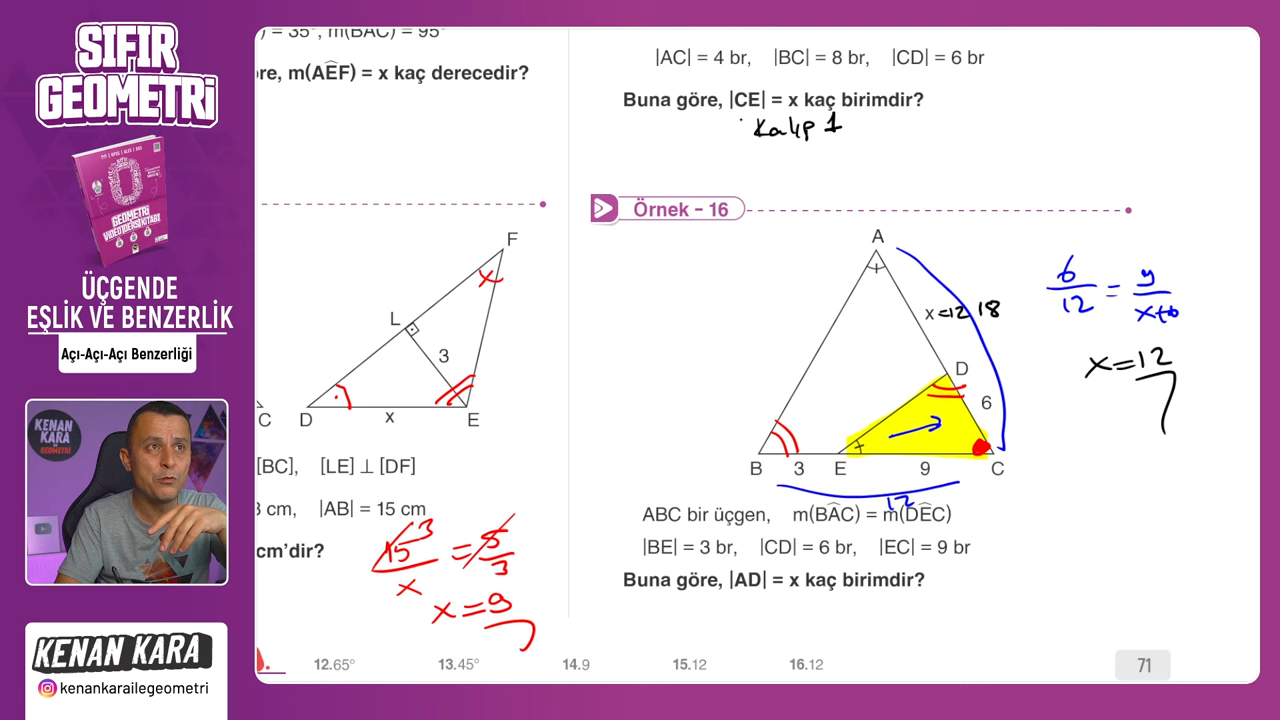 SIFIR
GEOMETRİ
GEOMETRİ
VİDEO DERS KİTABI
ÜÇGENDE
EŞLİK VE BENZERLİK
Açı-Açı-Açı Benzerliği
KENAN
KARA
GEOMETRİ
KENAN KARA
kenankarailegeometri
) = 35°, m(BAC) = 95°
re, m(AEF) = x kaç derecedir?
F
x
L
3
C
D
x
E
[BC], [LE] ⊥ [DF]
3 cm, |AB| = 15 cm
cm'dir?
15 3 / x = 5 / 3
x = 9
|AC| = 4 br, |BC| = 8 br, |CD| = 6 br
Buna göre, |CE| = x kaç birimdir?
Kalıp 1
Örnek - 16
A
x=12 18
D
6
B 3 E 9 C
12
6/12 = 9/x+6
x=12
ABC bir üçgen, m(BAC) = m(DEC)
|BE| = 3 br, |CD| = 6 br, |EC| = 9 br
Buna göre, |AD| = x kaç birimdir?
12.65° 13.45° 14.9 15.12 16.12
71